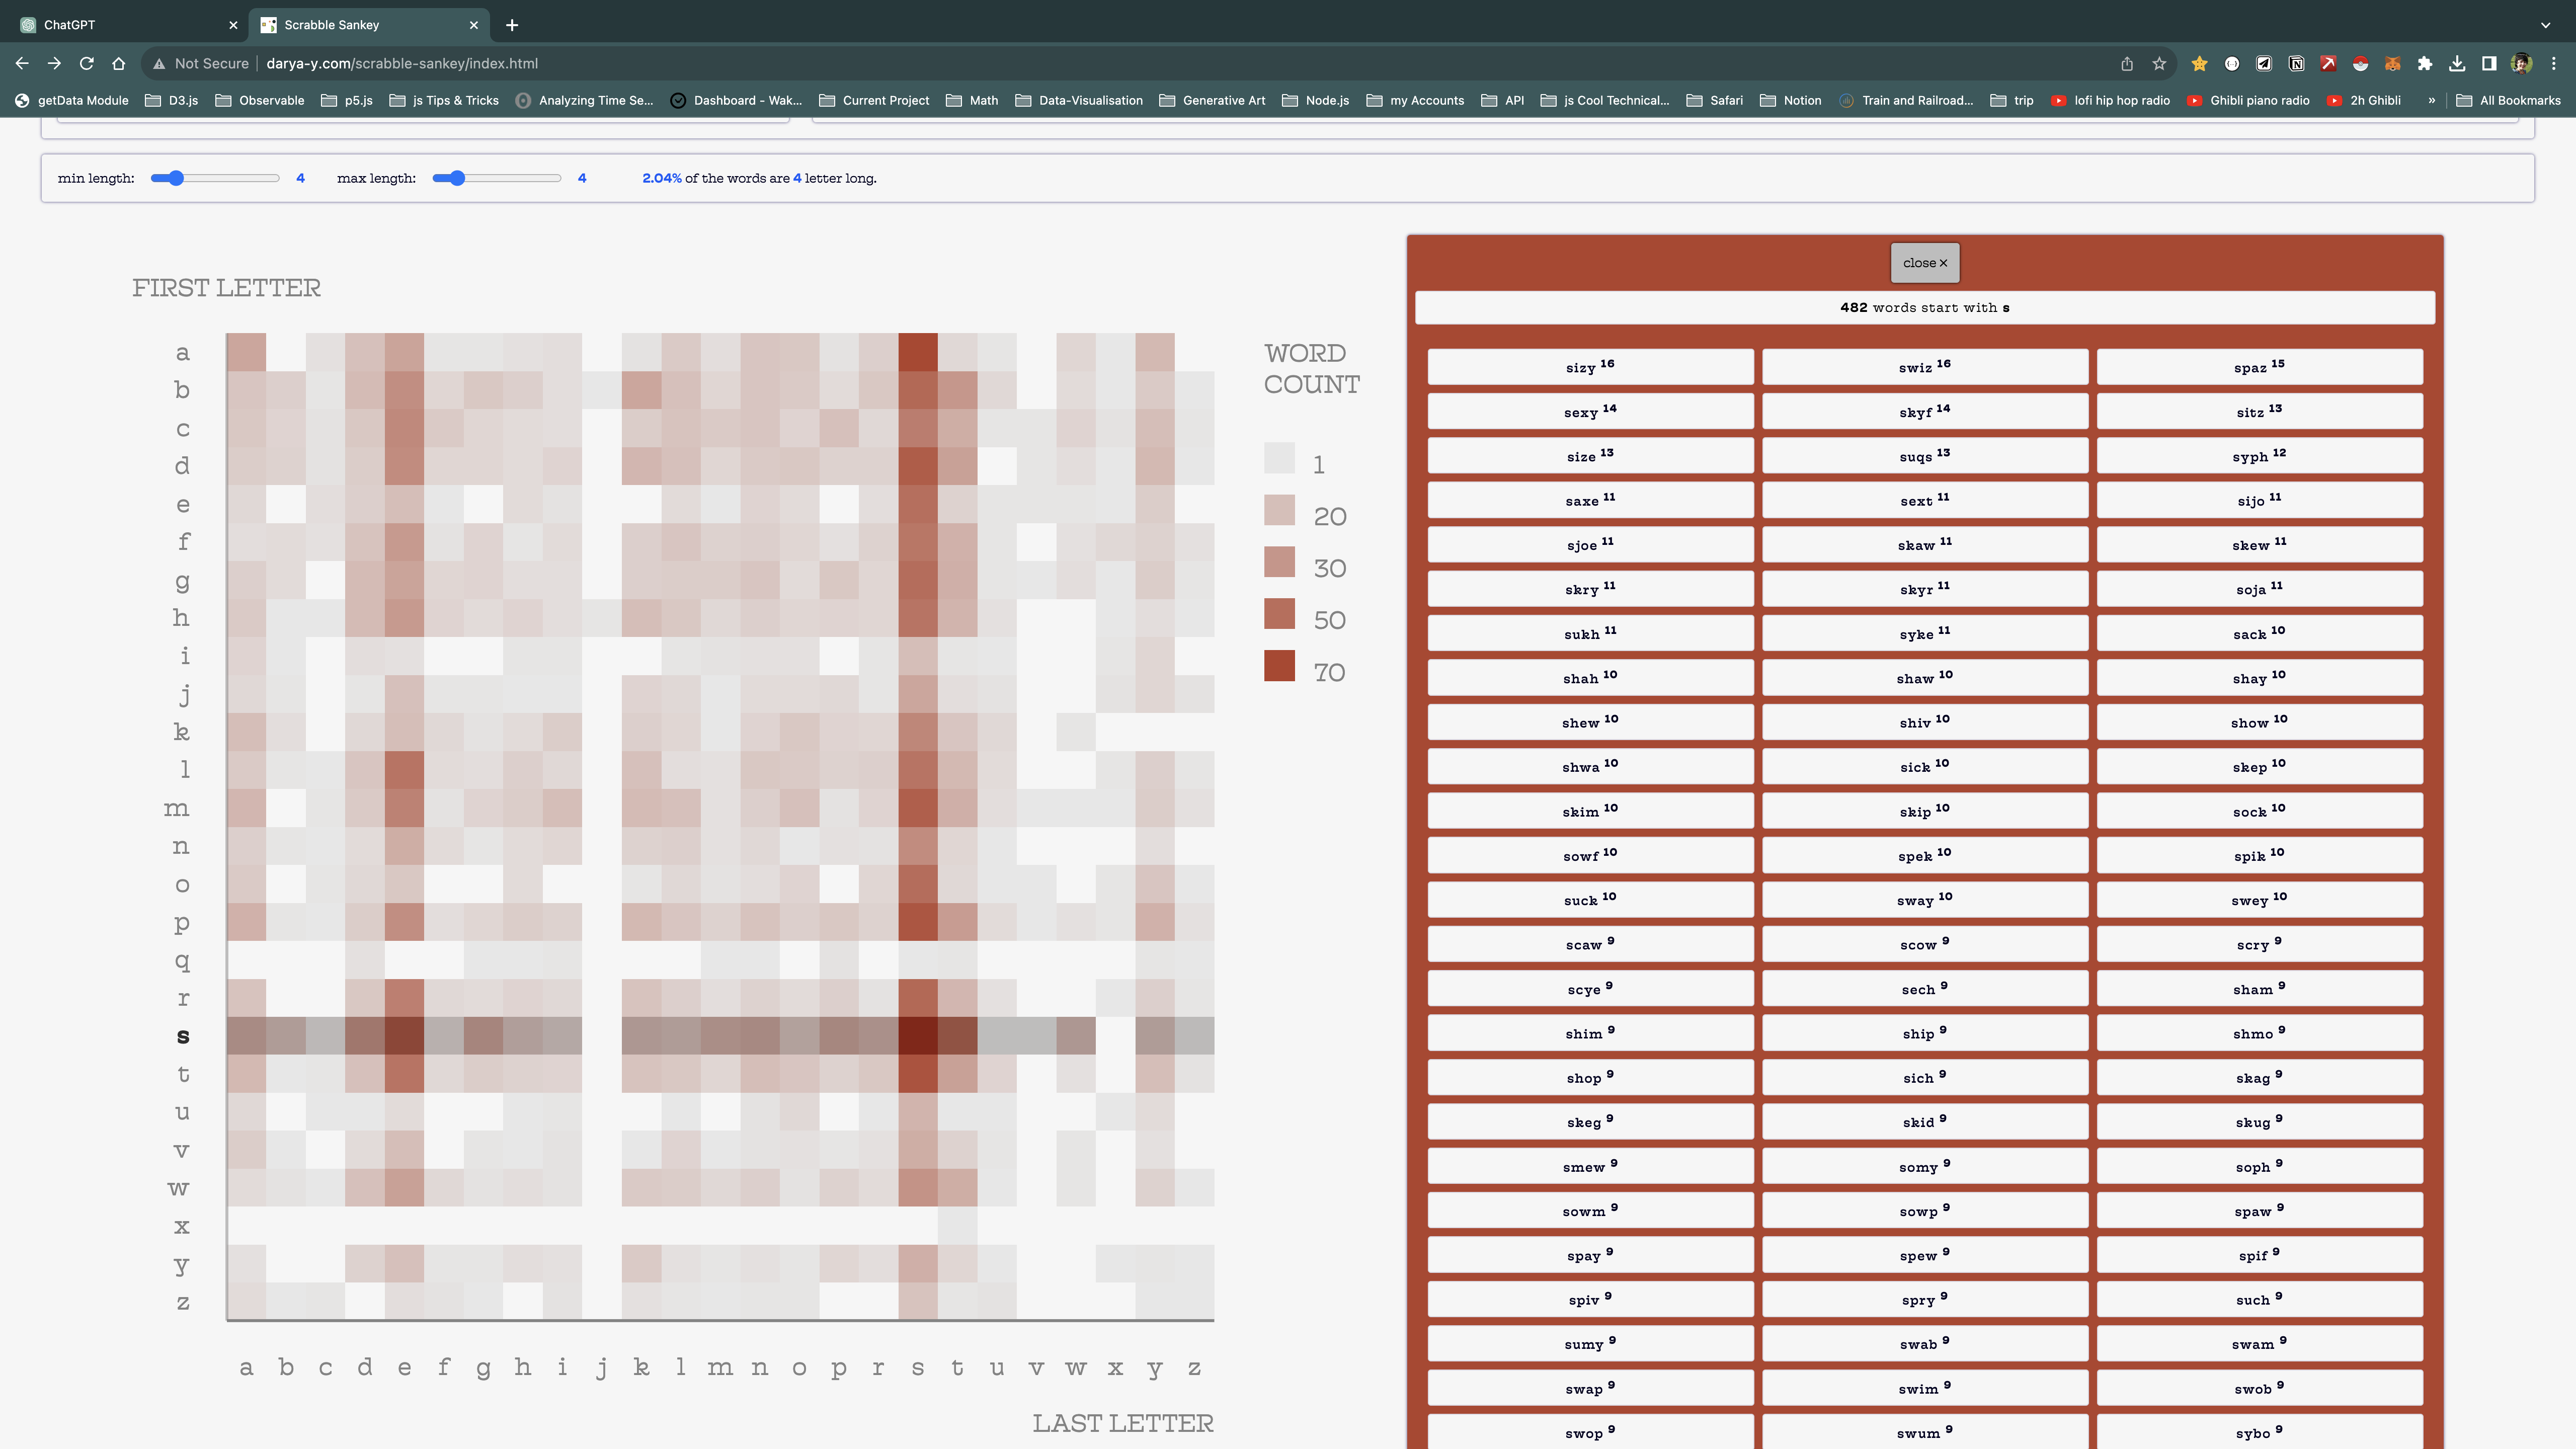 ChatGPT
Scrabble Sankey
Not Secure darya-y.com/scrabble-sankey/index.html
getData Module D3.js Observable p5.js js Tips & Tricks Analyzing Time Se... Dashboard - Wak... Current Project Math Data-Visualisation Generative Art Node.js my Accounts API js Cool Technical... Safari Notion Train and Railroad... trip lofi hip hop radio Ghibli piano radio 2h Ghibli » All Bookmarks
min length: 4 max length: 4 2.04% of the words are 4 letter long.
FIRST LETTER
a
b
c
d
e
f
g
h
i
j
k
l
m
n
o
p
q
r
s
t
u
v
w
x
y
z
a b c d e f g h i j k l m n o p r s t u v w x y z
LAST LETTER
WORD
COUNT
1
20
30
50
70
close ×
482 words start with s
sizy 16 swiz 16 spaz 15
sexy 14 skyf 14 sitz 13
size 13 suqs 13 syph 12
saxe 11 sext 11 sijo 11
sjoe 11 skaw 11 skew 11
skry 11 skyr 11 soja 11
sukh 11 syke 11 sack 10
shah 10 shaw 10 shay 10
shew 10 shiv 10 show 10
shwa 10 sick 10 skep 10
skim 10 skip 10 sock 10
sowf 10 spek 10 spik 10
suck 10 sway 10 swey 10
scaw 9 scow 9 scry 9
scye 9 sech 9 sham 9
shim 9 ship 9 shmo 9
shop 9 sich 9 skag 9
skeg 9 skid 9 skug 9
smew 9 somy 9 soph 9
sowm 9 sowp 9 spaw 9
spay 9 spew 9 spif 9
spiv 9 spry 9 such 9
sumy 9 swab 9 swam 9
swap 9 swim 9 swob 9
swop 9 swum 9 sybo 9